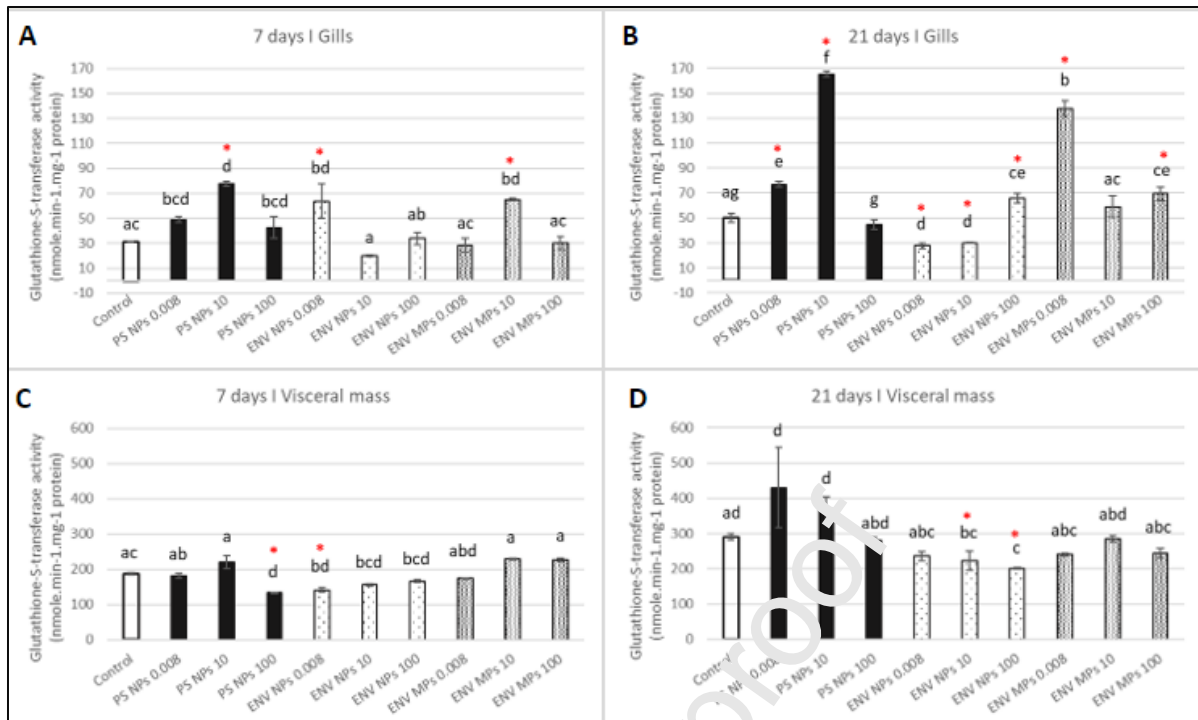 A
7 days I Gills
Glutathione-S-transferase activity
(nmole.min-1.mg-1 protein)
170
150
130
110
90
70
50
30
10
-10
ac
bcd
*
d
bcd
*
bd
a
ab
ac
*
bd
ac
Control
PS NPs 0.008
PS NPs 10
PS NPs 100
ENV NPs 0.008
ENV NPs 10
ENV NPs 100
ENV MPs 0.008
ENV MPs 10
ENV MPs 100
B
21 days I Gills
Glutathione-S-transferase activity
(nmole.min-1.mg-1 protein)
170
150
130
110
90
70
50
30
10
-10
ag
*
e
*
f
g
*
d
*
d
*
ce
*
b
ac
*
ce
Control
PS NPs 0.008
PS NPs 10
PS NPs 100
ENV NPs 0.008
ENV NPs 10
ENV NPs 100
ENV MPs 0.008
ENV MPs 10
ENV MPs 100
C
7 days I Visceral mass
Glutathione-S-transferase activity
(nmole.min-1.mg-1 protein)
600
500
400
300
200
100
0
ac
ab
a
*
d
*
bd
bcd
bcd
abd
a
a
Control
PS NPs 0.008
PS NPs 10
PS NPs 100
ENV NPs 0.008
ENV NPs 10
ENV NPs 100
ENV MPs 0.008
ENV MPs 10
ENV MPs 100
D
21 days I Visceral mass
Glutathione-S-transferase activity
(nmole.min-1.mg-1 protein)
600
500
400
300
200
100
0
ad
d
d
abd
abc
*
bc
*
c
abc
abd
abc
Control
NPs
PS NPs 10
PS NPs 100
ENV NPs 0.008
ENV NPs 10
ENV NPs 100
ENV MPs 0.008
ENV MPs 10
ENV MPs 100
proof